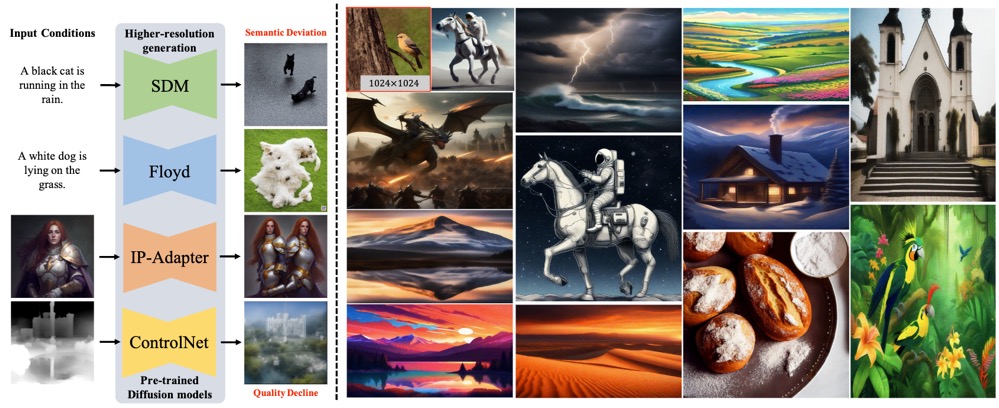 Input Conditions
Higher-resolution
generation
Semantic Deviation
A black cat is
running in the
rain.
SDM
A white dog is
lying on the
grass.
Floyd
IP-Adapter
ControlNet
Pre-trained
Diffusion models
Quality Decline
1024×1024